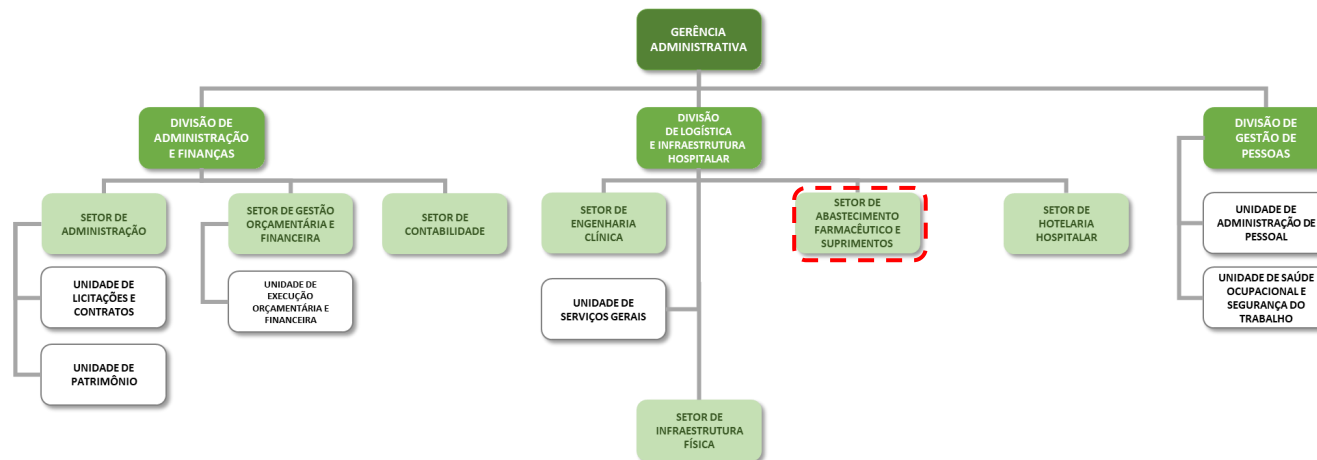 GERÊNCIA
ADMINISTRATIVA
DIVISÃO DE
ADMINISTRAÇÃO
E FINANÇAS
DIVISÃO
DE LOGÍSTICA
E INFRAESTRUTURA
HOSPITALAR
DIVISÃO DE
GESTÃO DE
PESSOAS
SETOR DE
ADMINISTRAÇÃO
SETOR DE GESTÃO
ORÇAMENTÁRIA E
FINANCEIRA
SETOR DE
CONTABILIDADE
SETOR DE
ENGENHARIA
CLÍNICA
SETOR DE
ABASTECIMENTO
FARMACÊUTICO E
SUPRIMENTOS
SETOR DE
HOTELARIA
HOSPITALAR
UNIDADE DE
ADMINISTRAÇÃO DE
PESSOAL
UNIDADE DE
LICITAÇÕES E
CONTRATOS
UNIDADE DE
EXECUÇÃO
ORÇAMENTÁRIA E
FINANCEIRA
UNIDADE DE
SERVIÇOS GERAIS
UNIDADE DE SAÚDE
OCUPACIONAL E
SEGURANÇA DO
TRABALHO
UNIDADE DE
PATRIMÔNIO
SETOR DE
INFRAESTRUTURA
FÍSICA